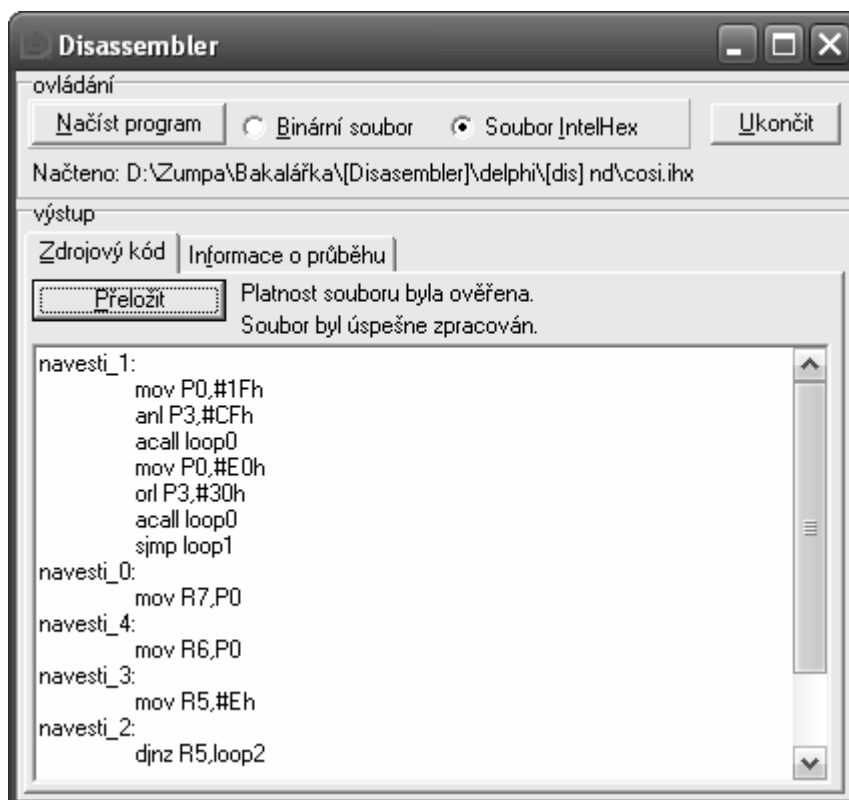 Disassembler
ovládání
Načíst program Binární soubor Soubor IntelHex Ukončit
Načteno: D:\Zumpa\Bakalářka\[Disasembler]\delphi\[dis] nd\cosi.ihx
výstup
Zdrojový kód Informace o průběhu
Přeložit Platnost souboru byla ověřena.
Soubor byl úspešne zpracován.
navesti_1:
mov P0,#1Fh
anl P3,#CFh
acall loop0
mov P0,#E0h
orl P3,#30h
acall loop0
sjmp loop1
navesti_0:
mov R7,P0
navesti_4:
mov R6,P0
navesti_3:
mov R5,#Eh
navesti_2:
djnz R5,loop2